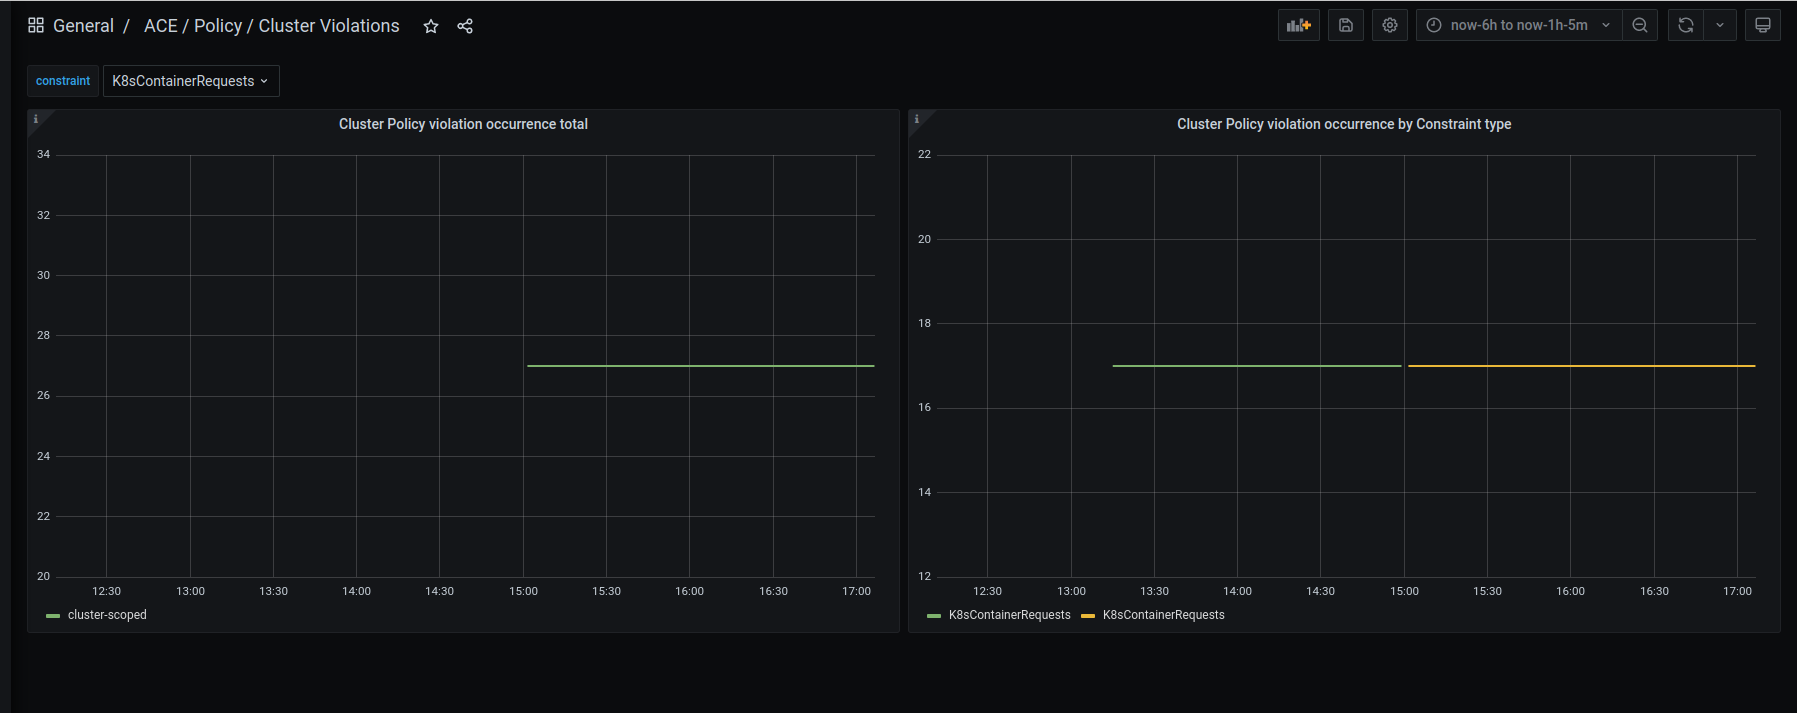 General / ACE / Policy / Cluster Violations
now-6h to now-1h-5m
constraint K8sContainerRequests
i
Cluster Policy violation occurrence total
34
32
30
28
26
24
22
20
12:30 13:00 13:30 14:00 14:30 15:00 15:30 16:00 16:30 17:00
cluster-scoped
i
Cluster Policy violation occurrence by Constraint type
22
20
18
16
14
12
12:30 13:00 13:30 14:00 14:30 15:00 15:30 16:00 16:30 17:00
K8sContainerRequests K8sContainerRequests